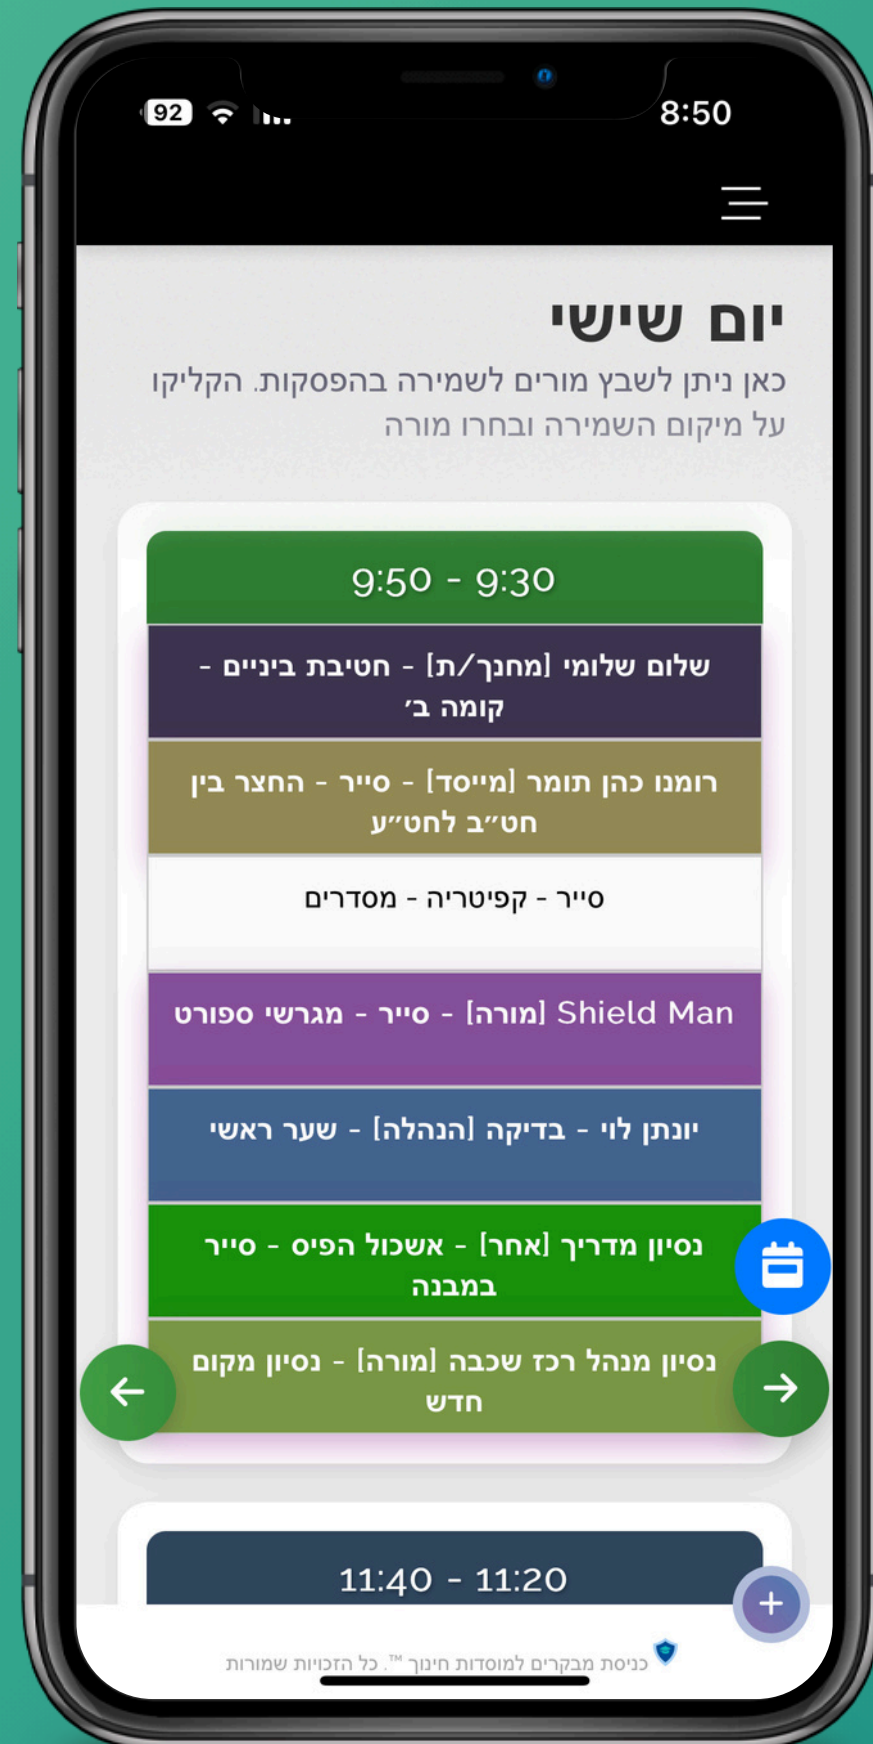 92
8:50
יום שישי
כאן ניתן לשבץ מורים לשמירה בהפסקות. הקליקו
על מיקום השמירה ובחרו מורה
9:50 - 9:30
שלום שלומי [מחנך/ת] - חטיבת ביניים -
קומה ב׳
רומנו כהן תומר [מייסד] - סייר - החצר בין
חט״ב לחט״ע
סייר - קפיטריה - מסדרים
Shield Man [מורה] - סייר - מגרשי ספורט
יונתן לוי - בדיקה [הנהלה] - שער ראשי
נסיון מדריך [אחר] - אשכול הפיס - סייר
במבנה
נסיון מנהל רכז שכבה [מורה] - נסיון מקום
חדש
11:40 - 11:20
כניסת מבקרים למוסדות חינוך ™. כל הזכויות שמורות